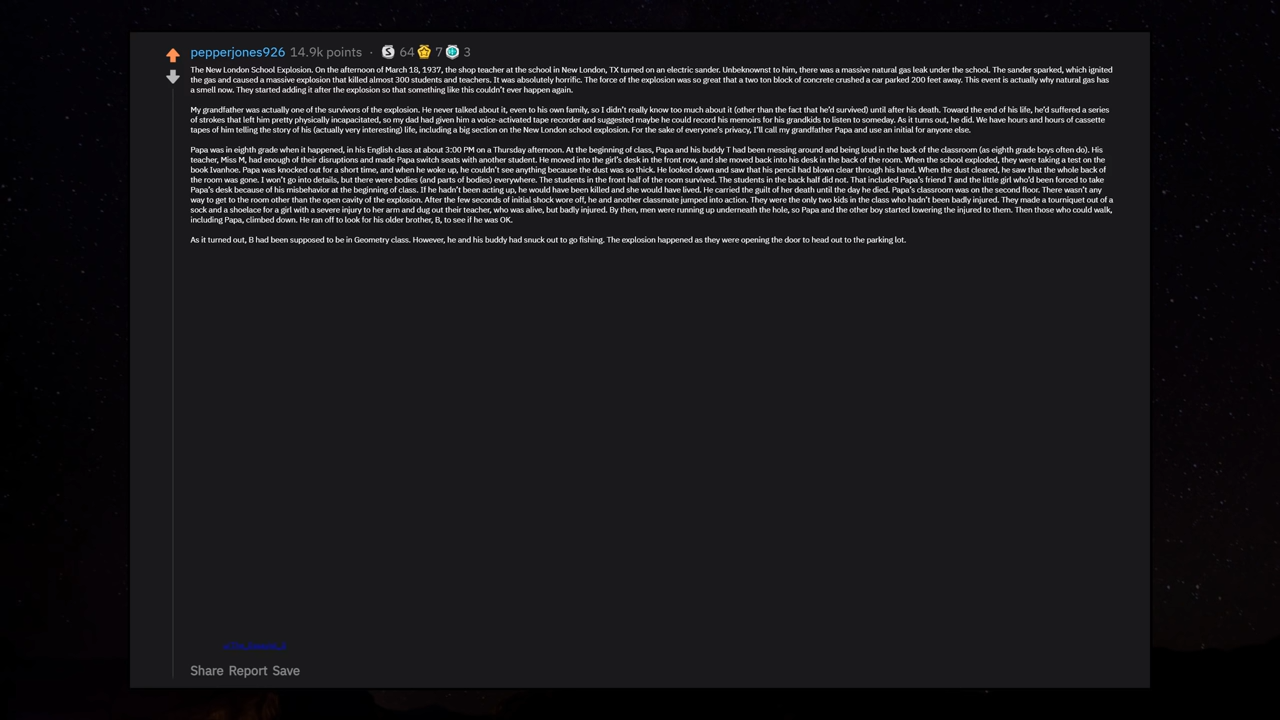 pepperjones926 14.9k points · 64 7 3
The New London School Explosion. On the afternoon of March 18, 1937, the shop teacher at the school in New London, TX turned on an electric sander. Unbeknownst to him, there was a massive natural gas leak under the school. The sander sparked, which ignited
the gas and caused a massive explosion that killed almost 300 students and teachers. It was absolutely horrific. The force of the explosion was so great that a two ton block of concrete crushed a car parked 200 feet away. This event is actually why natural gas has
a smell now. They started adding it after the explosion so that something like this couldn't ever happen again.
My grandfather was actually one of the survivors of the explosion. He never talked about it, even to his own family, so I didn't really know too much about it (other than the fact that he'd survived) until after his death. Toward the end of his life, he'd suffered a series
of strokes that left him pretty physically incapacitated, so my dad had given him a voice-activated tape recorder and suggested maybe he could record his memoirs for his grandkids to listen to someday. As it turns out, he did. We have hours and hours of cassette
tapes of him telling the story of his (actually very interesting) life, including a big section on the New London school explosion. For the sake of everyone's privacy, I'll call my grandfather Papa and use an initial for anyone else.
Papa was in eighth grade when it happened, in his English class at about 3:00 PM on a Thursday afternoon. At the beginning of class, Papa and his buddy T had been messing around and being loud in the back of the classroom (as eighth grade boys often do). His
teacher, Miss M, had enough of their disruptions and made Papa switch seats with another student. He moved into the girl's desk in the front row, and she moved back into his desk in the back of the room. When the school exploded, they were taking a test on the
book Ivanhoe. Papa was knocked out for a short time, and when he woke up, he couldn't see anything because the dust was so thick. He looked down and saw that his pencil had blown clear through his hand. When the dust cleared, he saw that the whole back of
the room was gone. I won't go into details, but there were bodies (and parts of bodies) everywhere. The students in the front half of the room survived. The students in the back half did not. That included Papa's friend T and the little girl who'd been forced to take
Papa's desk because of his misbehavior at the beginning of class. If he hadn't been acting up, he would have been killed and she would have lived. He carried the guilt of her death until the day he died. Papa's classroom was on the second floor. There wasn't any
way to get to the room other than the open cavity of the explosion. After the few seconds of initial shock wore off, he and another classmate jumped into action. They were the only two kids in the class who hadn't been badly injured. They made a tourniquet out of a
sock and a shoelace for a girl with a severe injury to her arm and dug out their teacher, who was alive, but badly injured. By then, men were running up underneath the hole, so Papa and the other boy started lowering the injured to them. Then those who could walk,
including Papa, climbed down. He ran off to look for his older brother, B, to see if he was OK.
As it turned out, B had been supposed to be in Geometry class. However, he and his buddy had snuck out to go fishing. The explosion happened as they were opening the door to head out to the parking lot.
Share Report Save